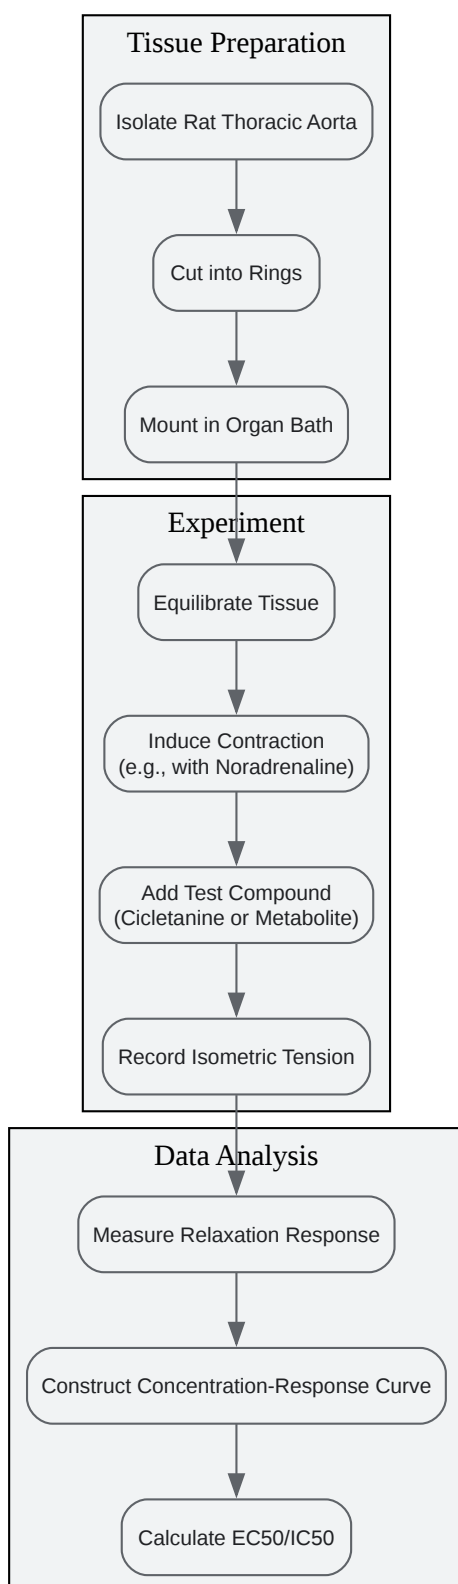 Tissue Preparation
Isolate Rat Thoracic Aorta
Cut into Rings
Mount in Organ Bath
Experiment
Equilibrate Tissue
Induce Contraction
(e.g., with Noradrenaline)
Add Test Compound
(Cicletanine or Metabolite)
Record Isometric Tension
Data Analysis
Measure Relaxation Response
Construct Concentration-Response Curve
Calculate EC50/IC50